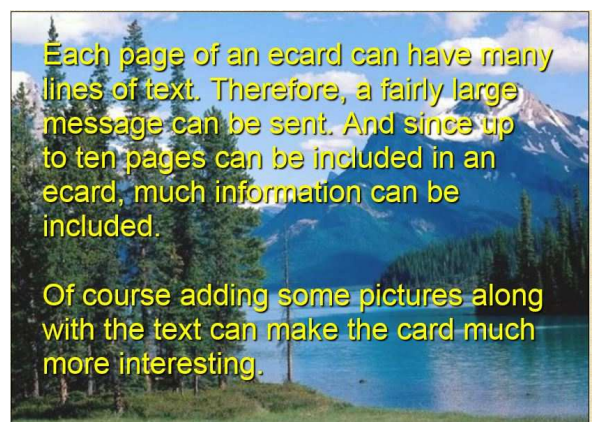 Each page of an ecard can have many
lines of text. Therefore, a fairly large
message can be sent. And since up
to ten pages can be included in an
ecard, much information can be
included.
Of course adding some pictures along
with the text can make the card much
more interesting.